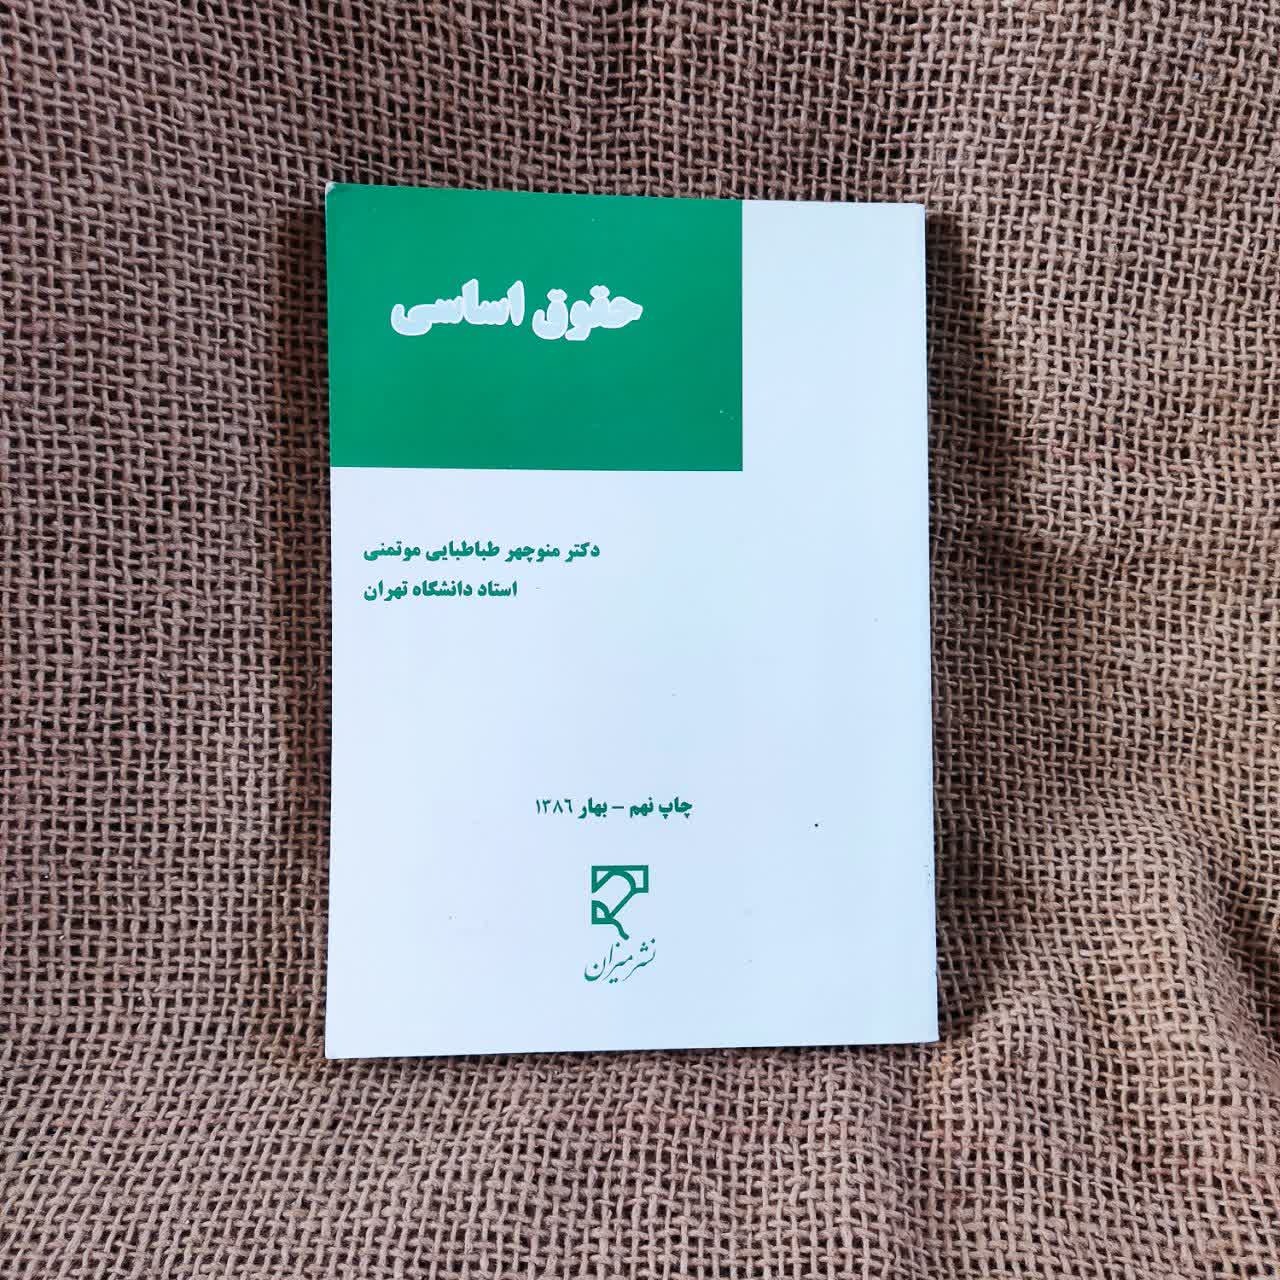 حقوق اساسی
دکتر منوچهر طباطبایی موتمنی
استاد دانشگاه تهران
چاپ نهم - بهار ۱۳۸۶
نشر میزان